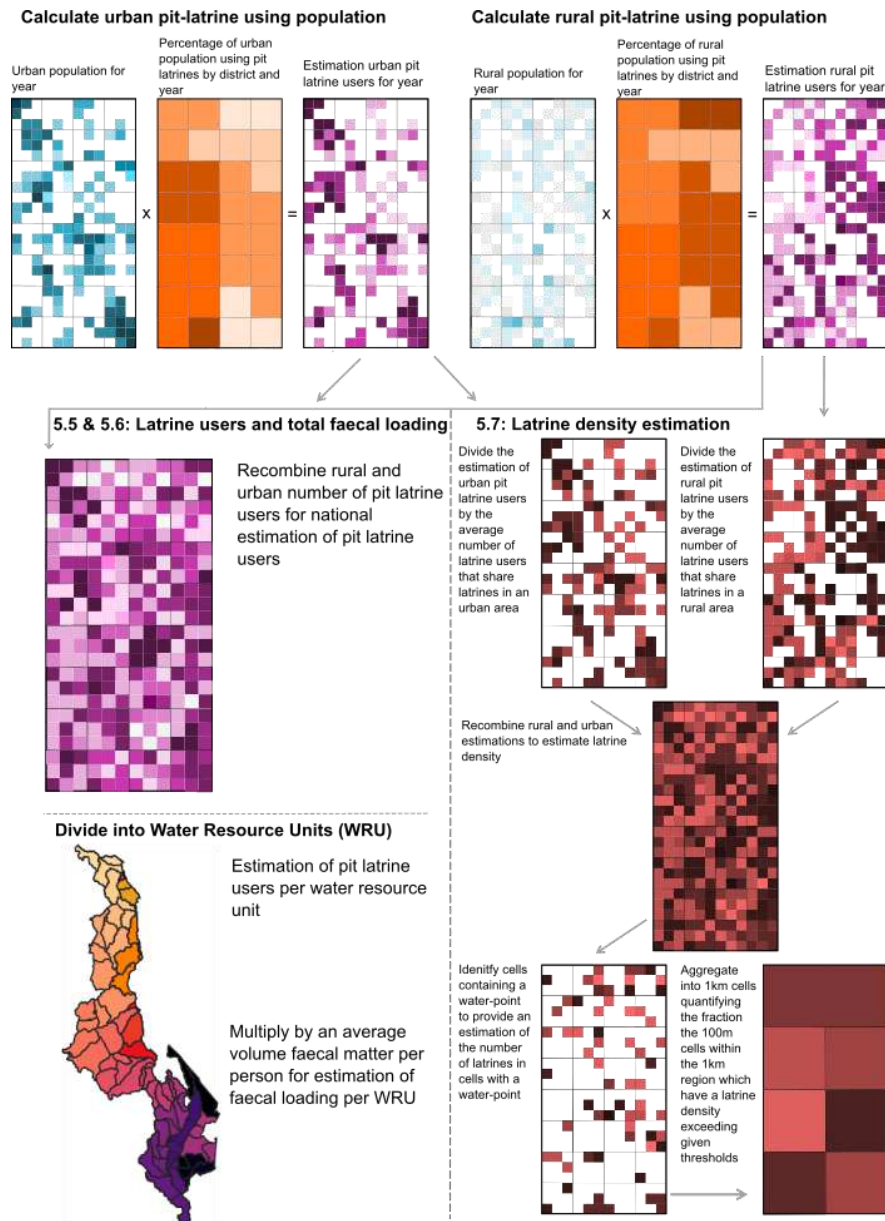 Calculate urban pit-latrine using population
Calculate rural pit-latrine using population
Urban population for
year
Percentage of urban
population using pit
latrines by district and
year
Estimation urban pit
latrine users for year
Rural population for
year
Percentage of rural
population using pit
latrines by district and
year
Estimation rural pit
latrine users for year
x
=
x
=
5.5 & 5.6: Latrine users and total faecal loading
Recombine rural and
urban number of pit latrine
users for national
estimation of pit latrine
users
5.7: Latrine density estimation
Divide the
estimation of
urban pit
latrine users
by the
average
number of
latrine users
that share
latrines in an
urban area
Divide the
estimation of
rural pit
latrine users
by the
average
number of
latrine users
that share
latrines in a
rural area
Recombine rural and urban
estimations to estimate latrine
density
Divide into Water Resource Units (WRU)
Estimation of pit latrine
users per water resource
unit
Multiply by an average
volume faecal matter per
person for estimation of
faecal loading per WRU
Identify cells
containing a
water-point
to provide an
estimation of
the number
of latrines in
cells with a
water-point
Aggregate
into 1km cells
quantifying
the fraction
the 100m
cells within
the 1km
region which
have a latrine
density
exceeding
given
thresholds